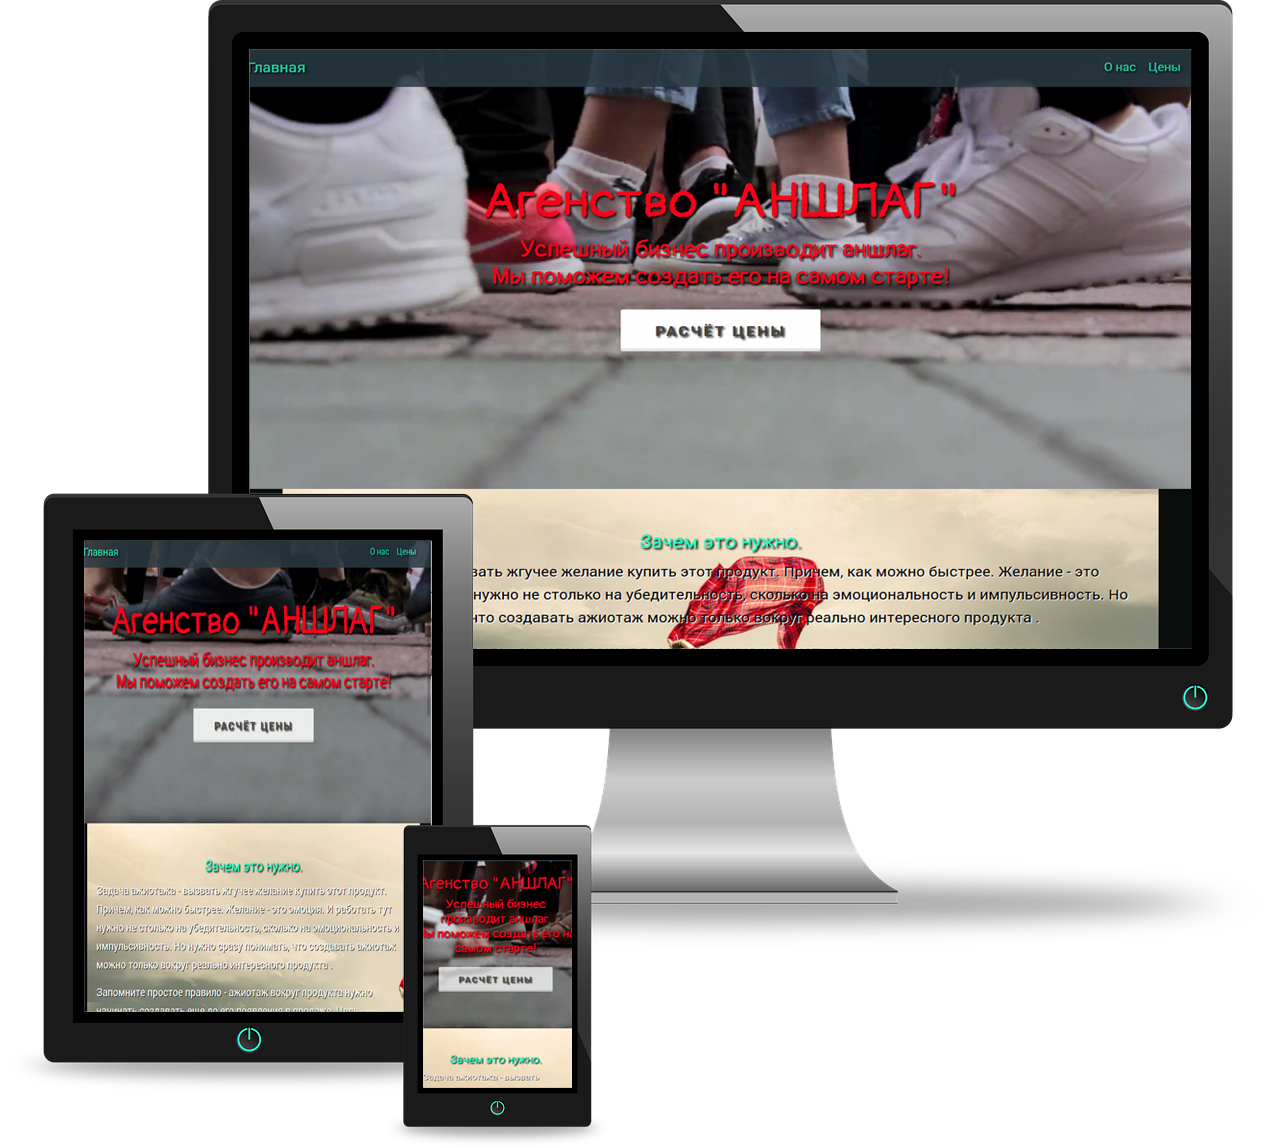 Главная
О нас Цены
Агенство "АНШЛАГ"
Успешный бизнес производит аншлаг.
Мы поможем создать его на самом старте!
РАСЧЁТ ЦЕНЫ
Зачем это нужно.
вать жгучее желание купить этот продукт. Причем, как можно быстрее. Желание - это
нужно не столько на убедительность, сколько на эмоциональность и импульсивность. Но
что создавать ажиотаж можно только вокруг реально интересного продукта .
Главная
О нас Цены
Агенство "АНШЛАГ"
Успешный бизнес производит аншлаг.
Мы поможем создать его на самом старте!
РАСЧЁТ ЦЕНЫ
Зачем это нужно.
Задача ажиотажа - вызвать жгучее желание купить этот продукт.
Причем, как можно быстрее. Желание - это эмоция. И работать тут
нужно не столько на убедительность, сколько на эмоциональность и
импульсивность. Но нужно сразу понимать, что создавать ажиотаж
можно только вокруг реально интересного продукта .
Запомните простое правило - ажиотаж вокруг продукта нужно
начинать создавать еще до его появления в продаже.
Агенство "АНШЛАГ"
Успешный бизнес
производит аншлаг.
Мы поможем создать его на
самом старте!
РАСЧЁТ ЦЕНЫ
Зачем это нужно.
Задача ажиотажа - вызвать